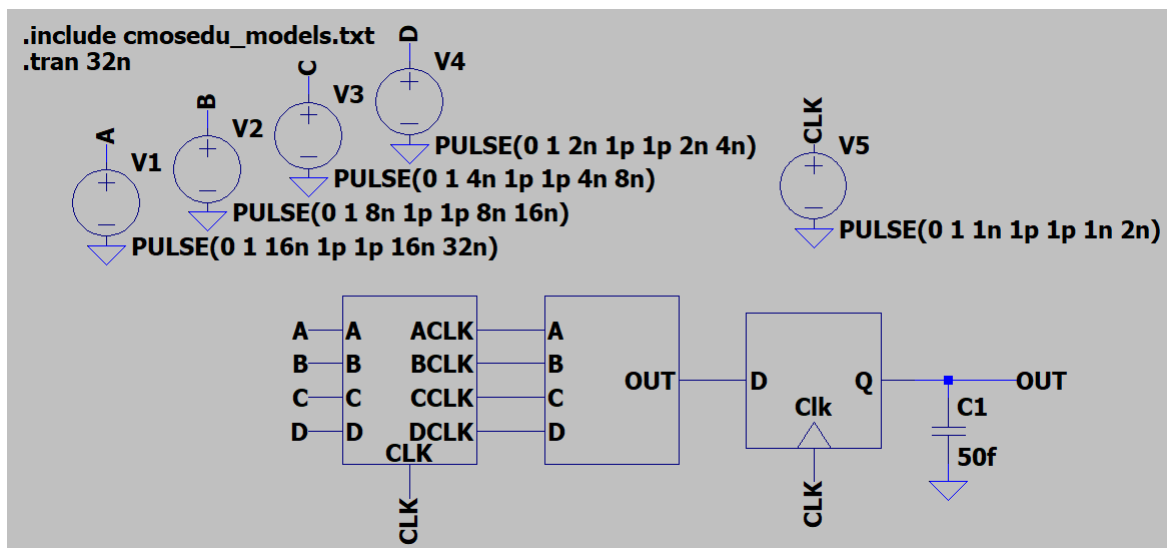 .include cmosedu_models.txt
.tran 32n
D
V4
C
V3
PULSE(0 1 2n 1p 1p 2n 4n)
B
V2
PULSE(0 1 4n 1p 1p 4n 8n)
A
V1
PULSE(0 1 8n 1p 1p 8n 16n)
PULSE(0 1 16n 1p 1p 16n 32n)
CLK
V5
PULSE(0 1 1n 1p 1p 1n 2n)
A A ACLK A
B B BCLK B
C C CCLK C
D D DCLK D
CLK
CLK
OUT
D Q
Clk
CLK
OUT
C1
50f